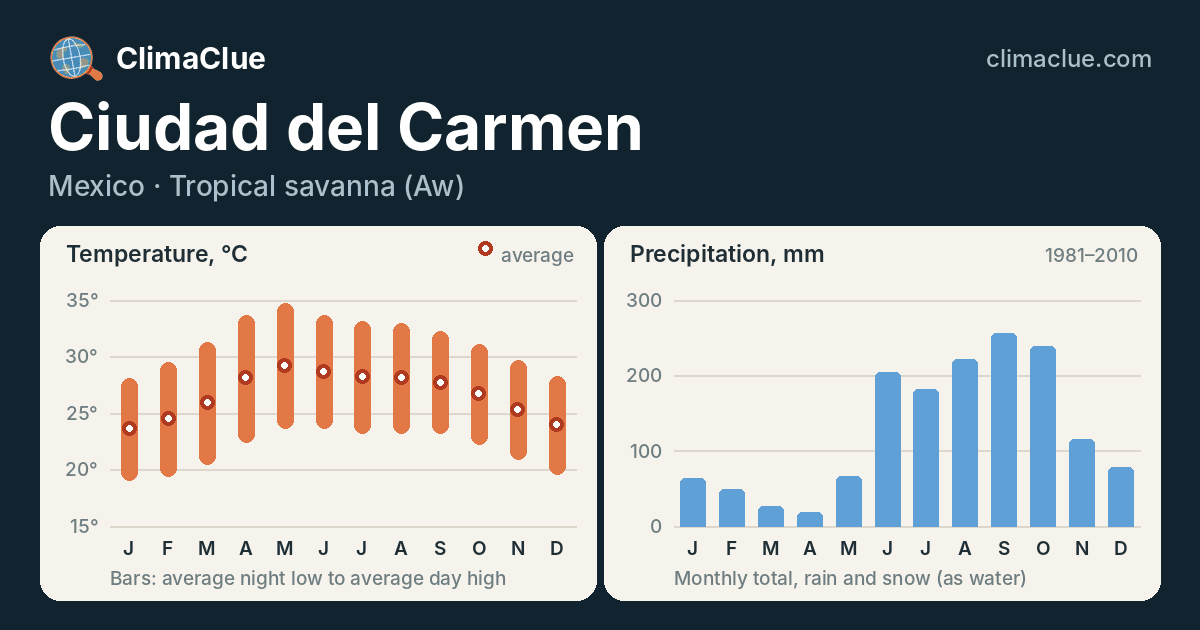 ClimaClue
climaclue.com
Ciudad del Carmen
Mexico · Tropical savanna (Aw)
Temperature, °C
average
35°
30°
25°
20°
15°
J F M A M J J A S O N D
Bars: average night low to average day high
Precipitation, mm
1981–2010
300
200
100
0
J F M A M J J A S O N D
Monthly total, rain and snow (as water)